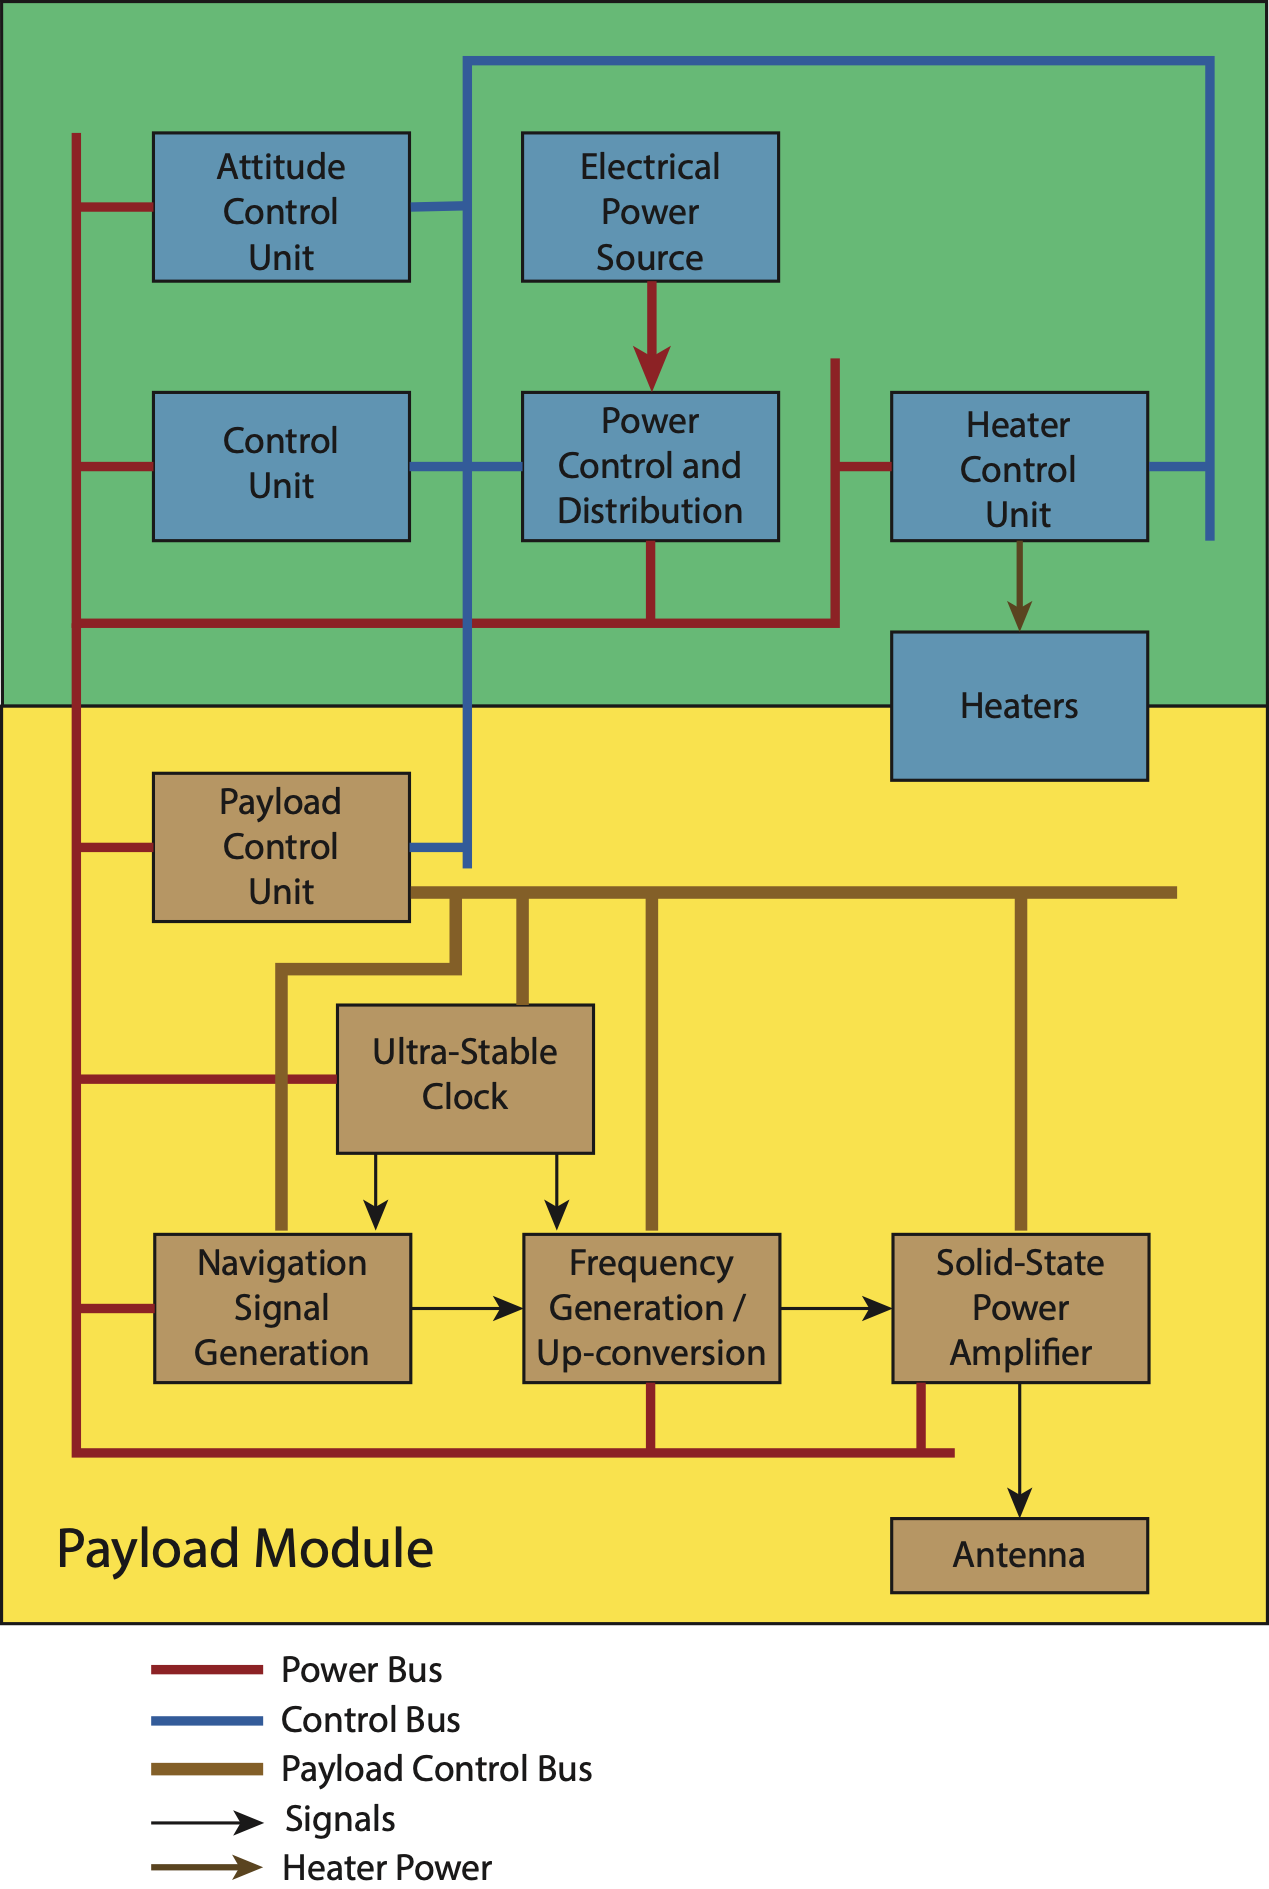 Attitude
Control
Unit
Electrical
Power
Source
Control
Unit
Power
Control and
Distribution
Heater
Control
Unit
Heaters
Payload
Control
Unit
Ultra-Stable
Clock
Navigation
Signal
Generation
Frequency
Generation /
Up-conversion
Solid-State
Power
Amplifier
Payload Module
Antenna
Power Bus
Control Bus
Payload Control Bus
Signals
Heater Power